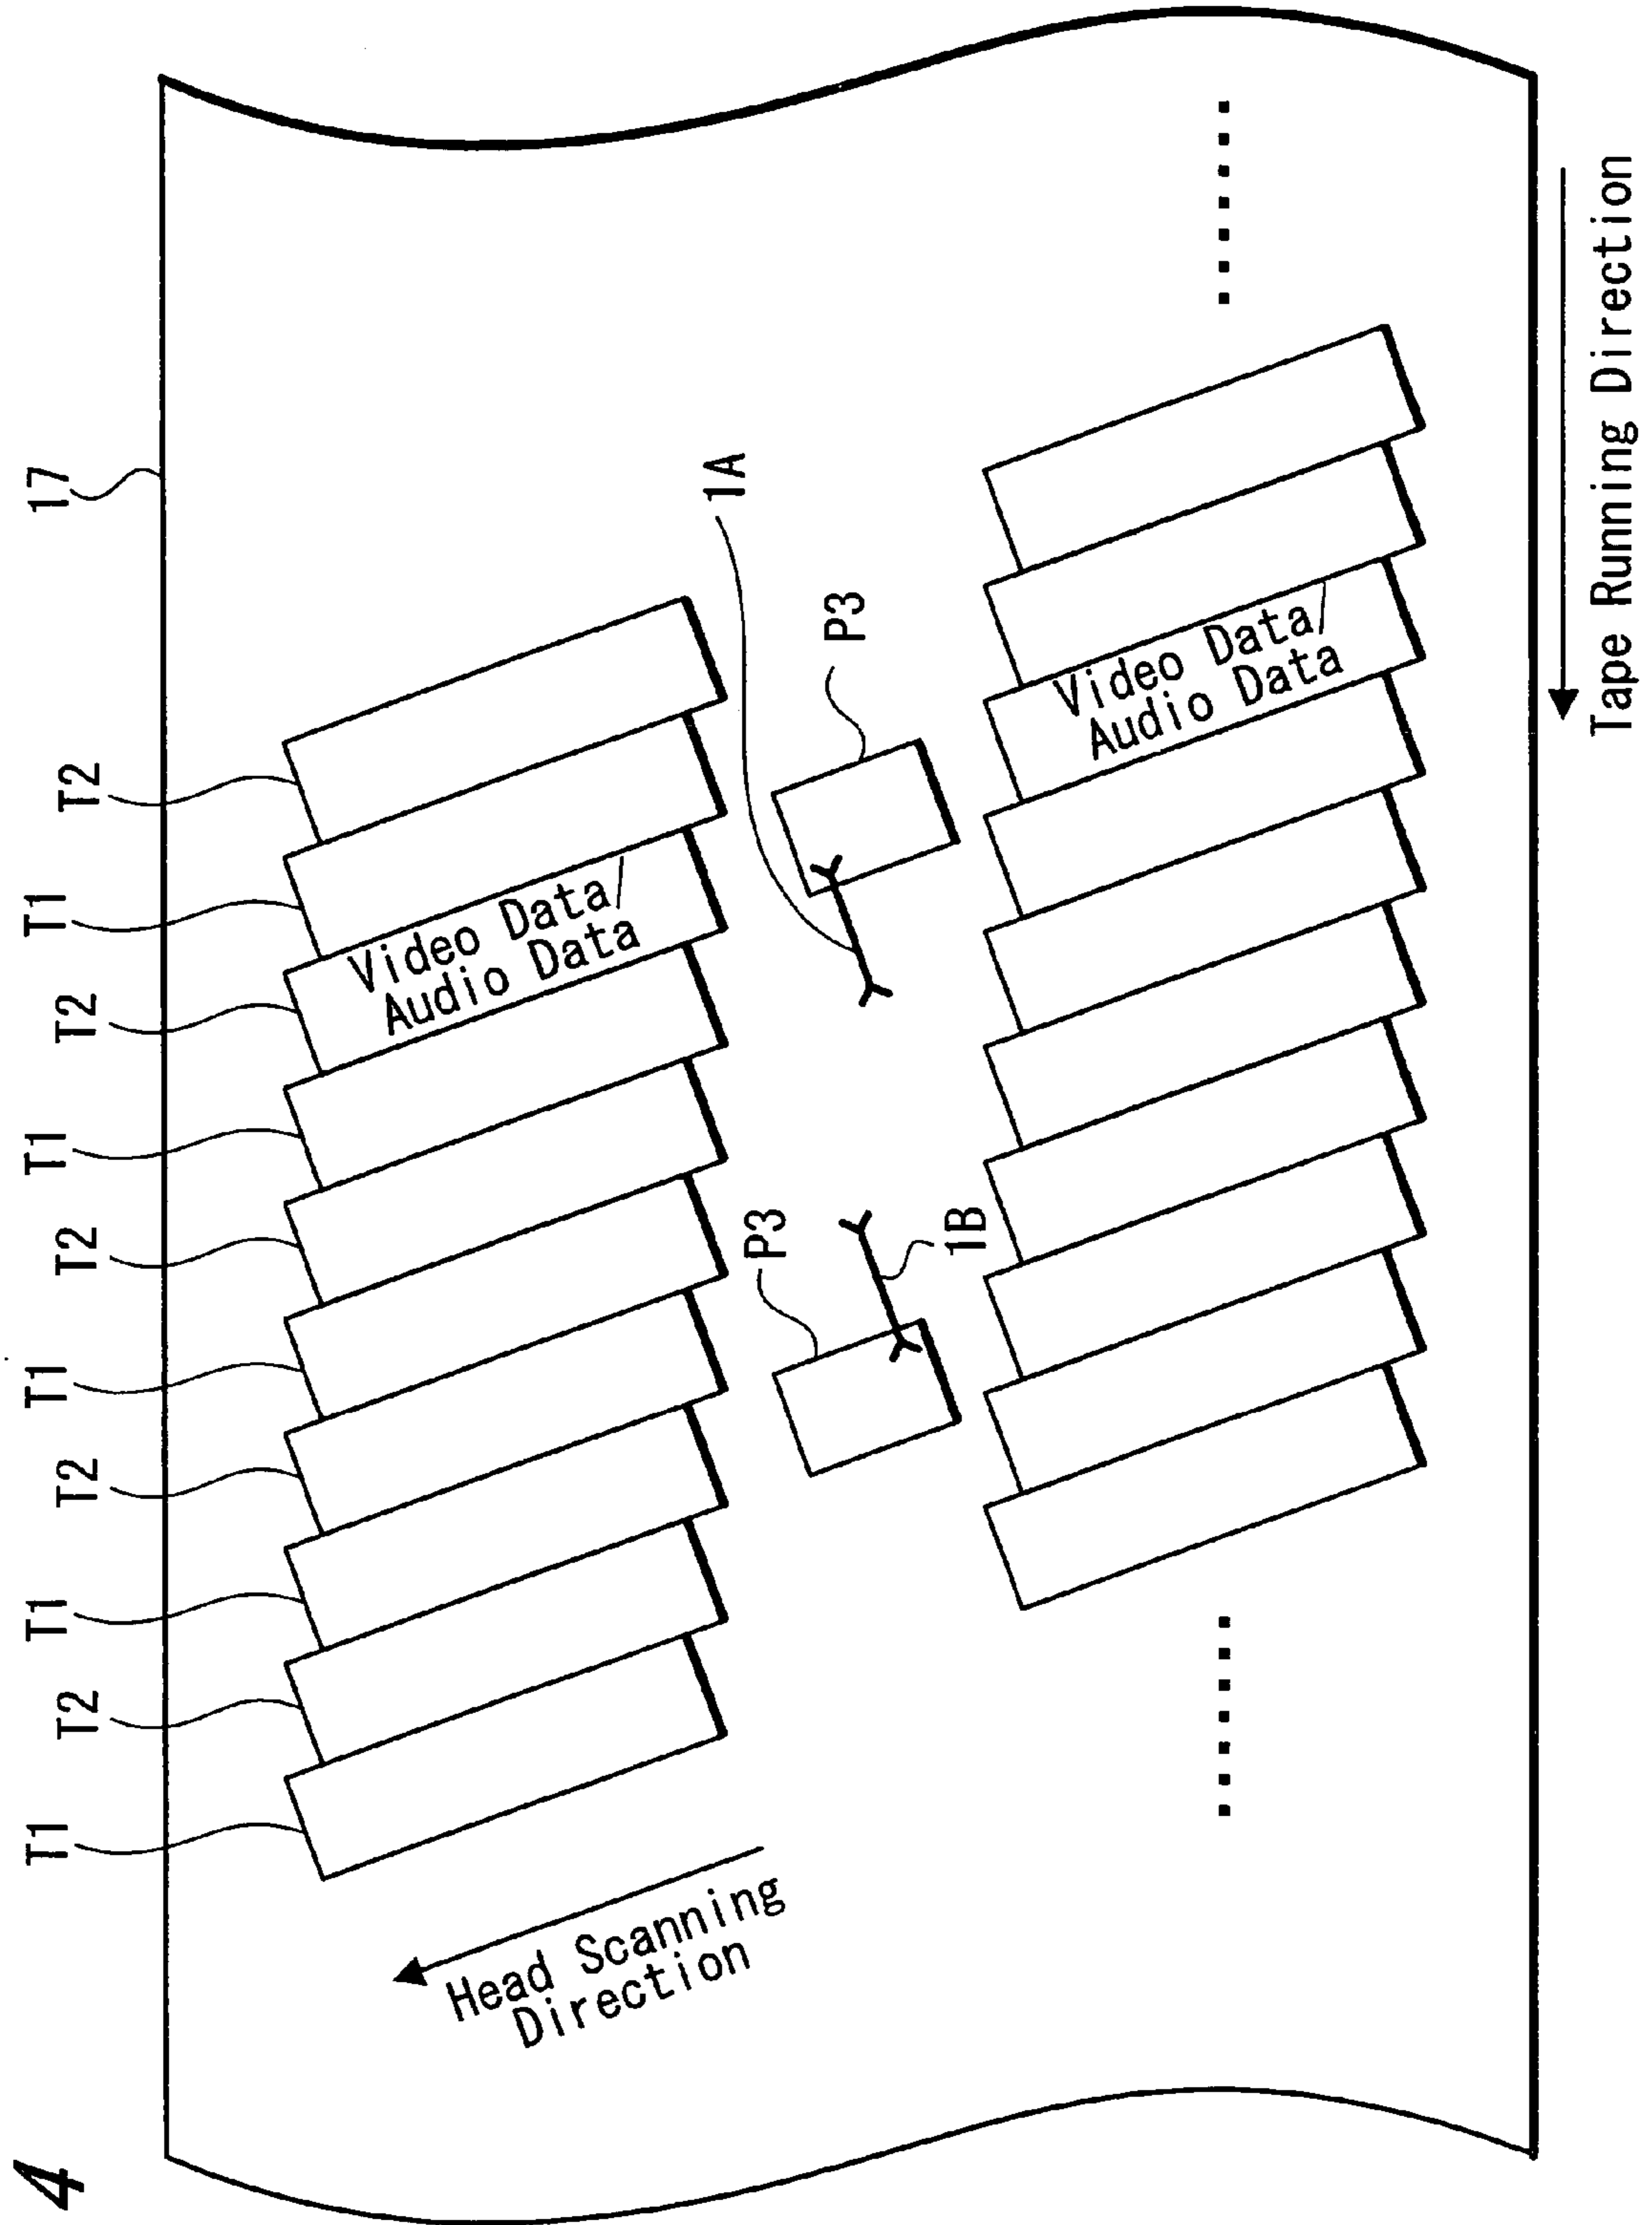 4
T1 T2 T1 T2 T1 T2 T1 T2 T1 T2 17
Video Data/
Audio Data
Head Scanning
Direction
1A
P3
P3
1B
Video Data/
Audio Data
Tape Running Direction